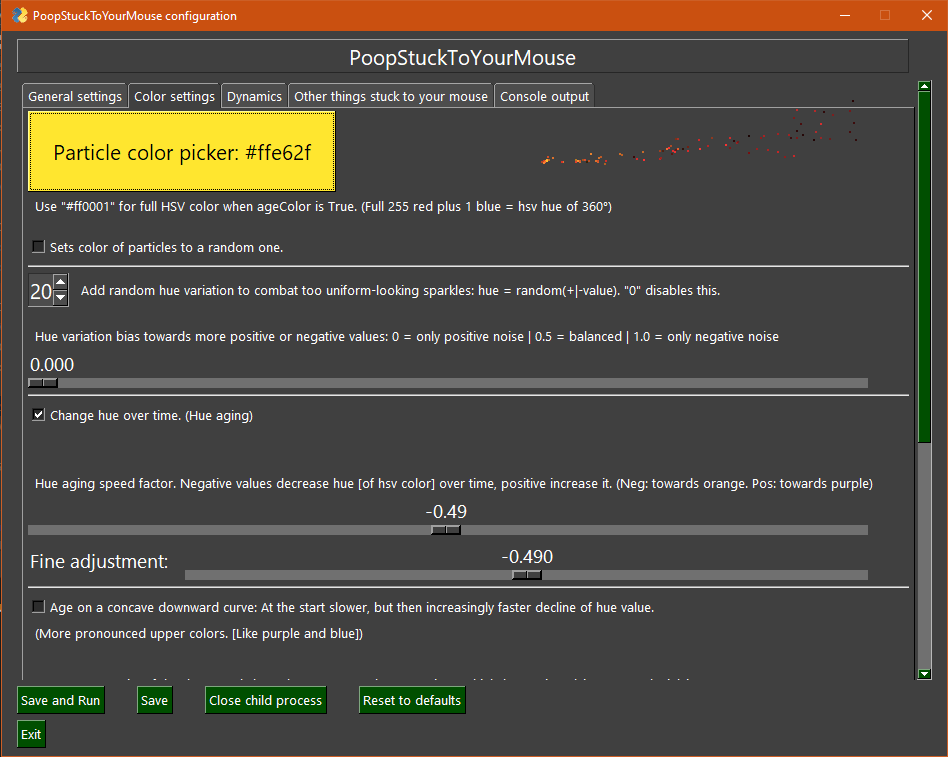 PoopStuckToYourMouse configuration
PoopStuckToYourMouse
General settings Color settings Dynamics Other things stuck to your mouse Console output
Particle color picker: #ffe62f
Use "#ff0001" for full HSV color when ageColor is True. (Full 255 red plus 1 blue = hsv hue of 360°)
Sets color of particles to a random one.
20 Add random hue variation to combat too uniform-looking sparkles: hue = random(+|-value). "0" disables this.
Hue variation bias towards more positive or negative values: 0 = only positive noise | 0.5 = balanced | 1.0 = only negative noise
0.000
Change hue over time. (Hue aging)
Hue aging speed factor. Negative values decrease hue [of hsv color] over time, positive increase it. (Neg: towards orange. Pos: towards purple)
-0.49
Fine adjustment: -0.490
Age on a concave downward curve: At the start slower, but then increasingly faster decline of hue value.
(More pronounced upper colors. [Like purple and blue])
Save and Run Save Close child process Reset to defaults
Exit